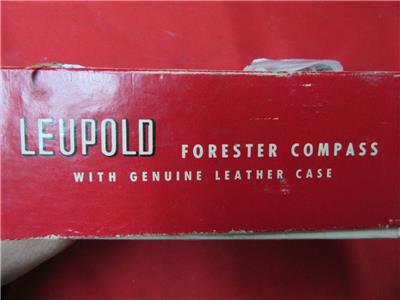 LEUPOLD FORESTER COMPASS
WITH GENUINE LEATHER CASE